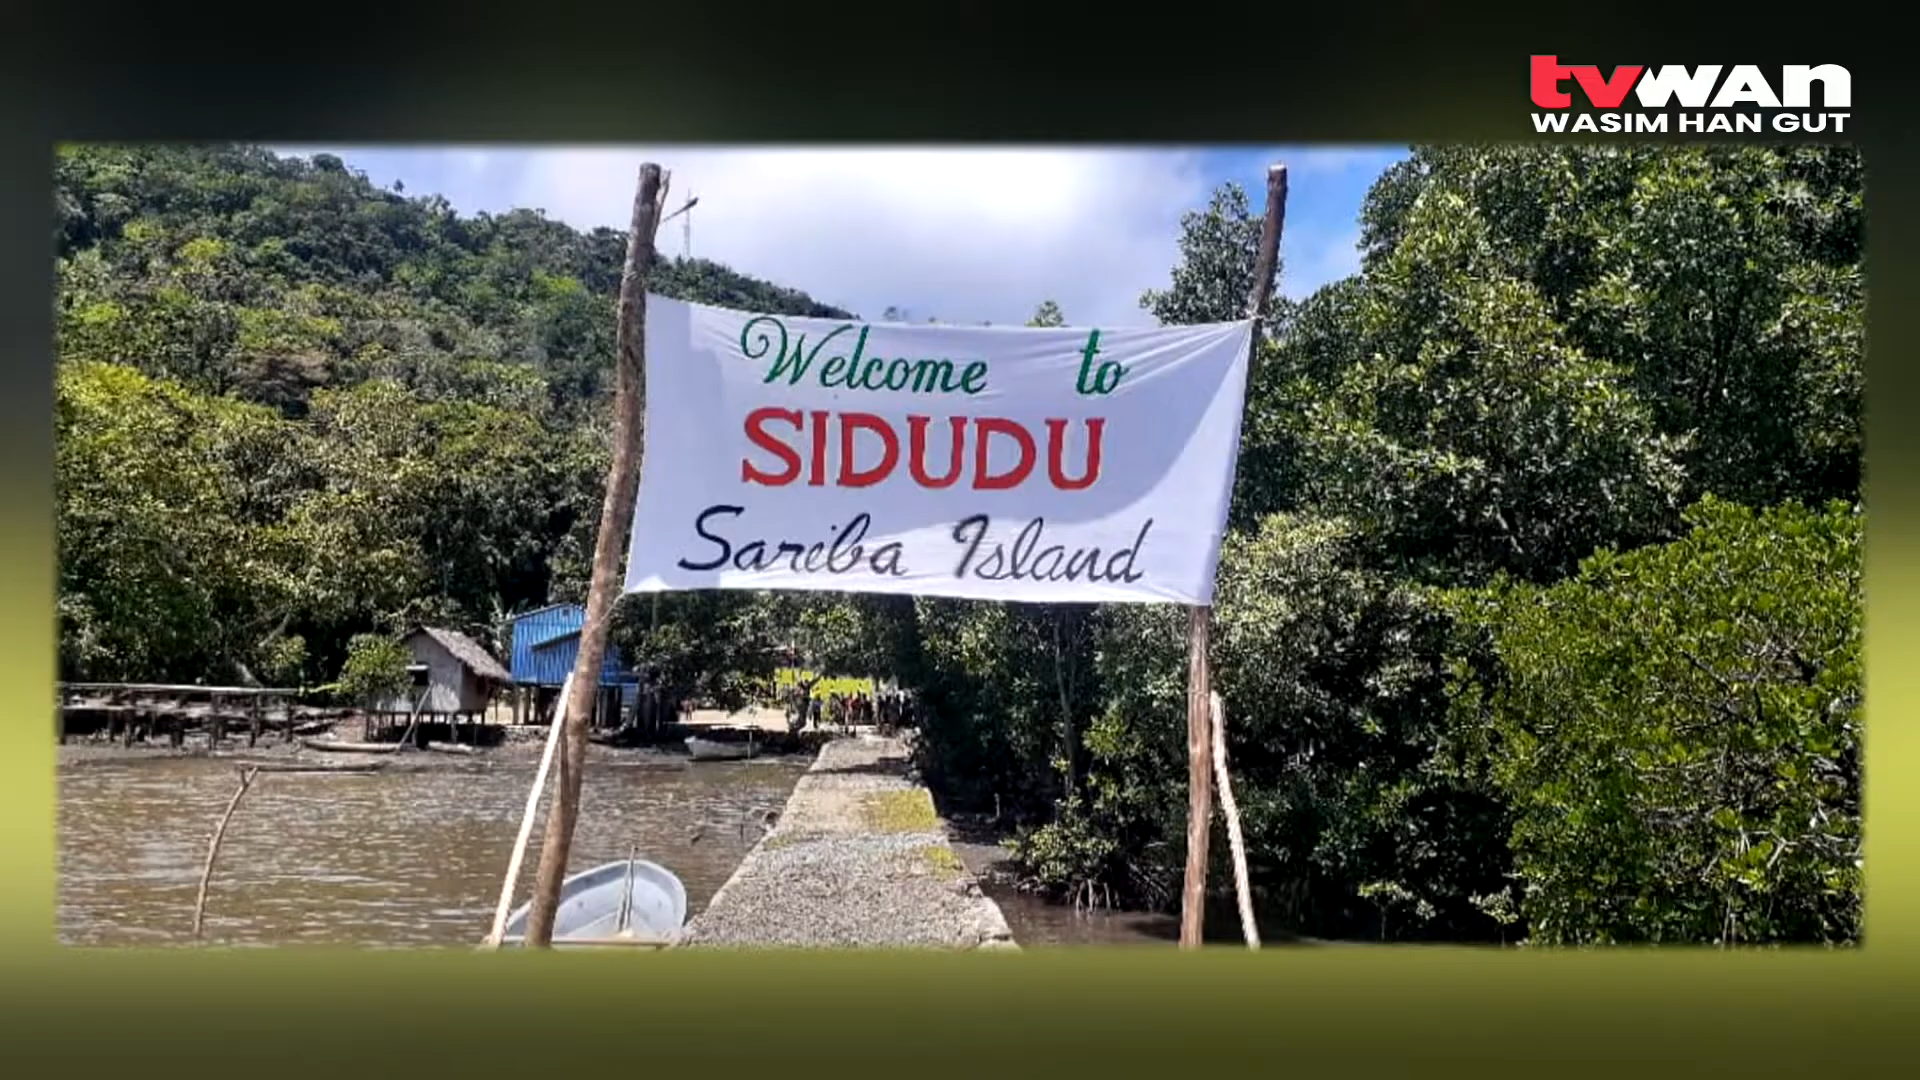 tvwan
WASIM HAN GUT
Welcome to
SIDUDU
Sariba Island